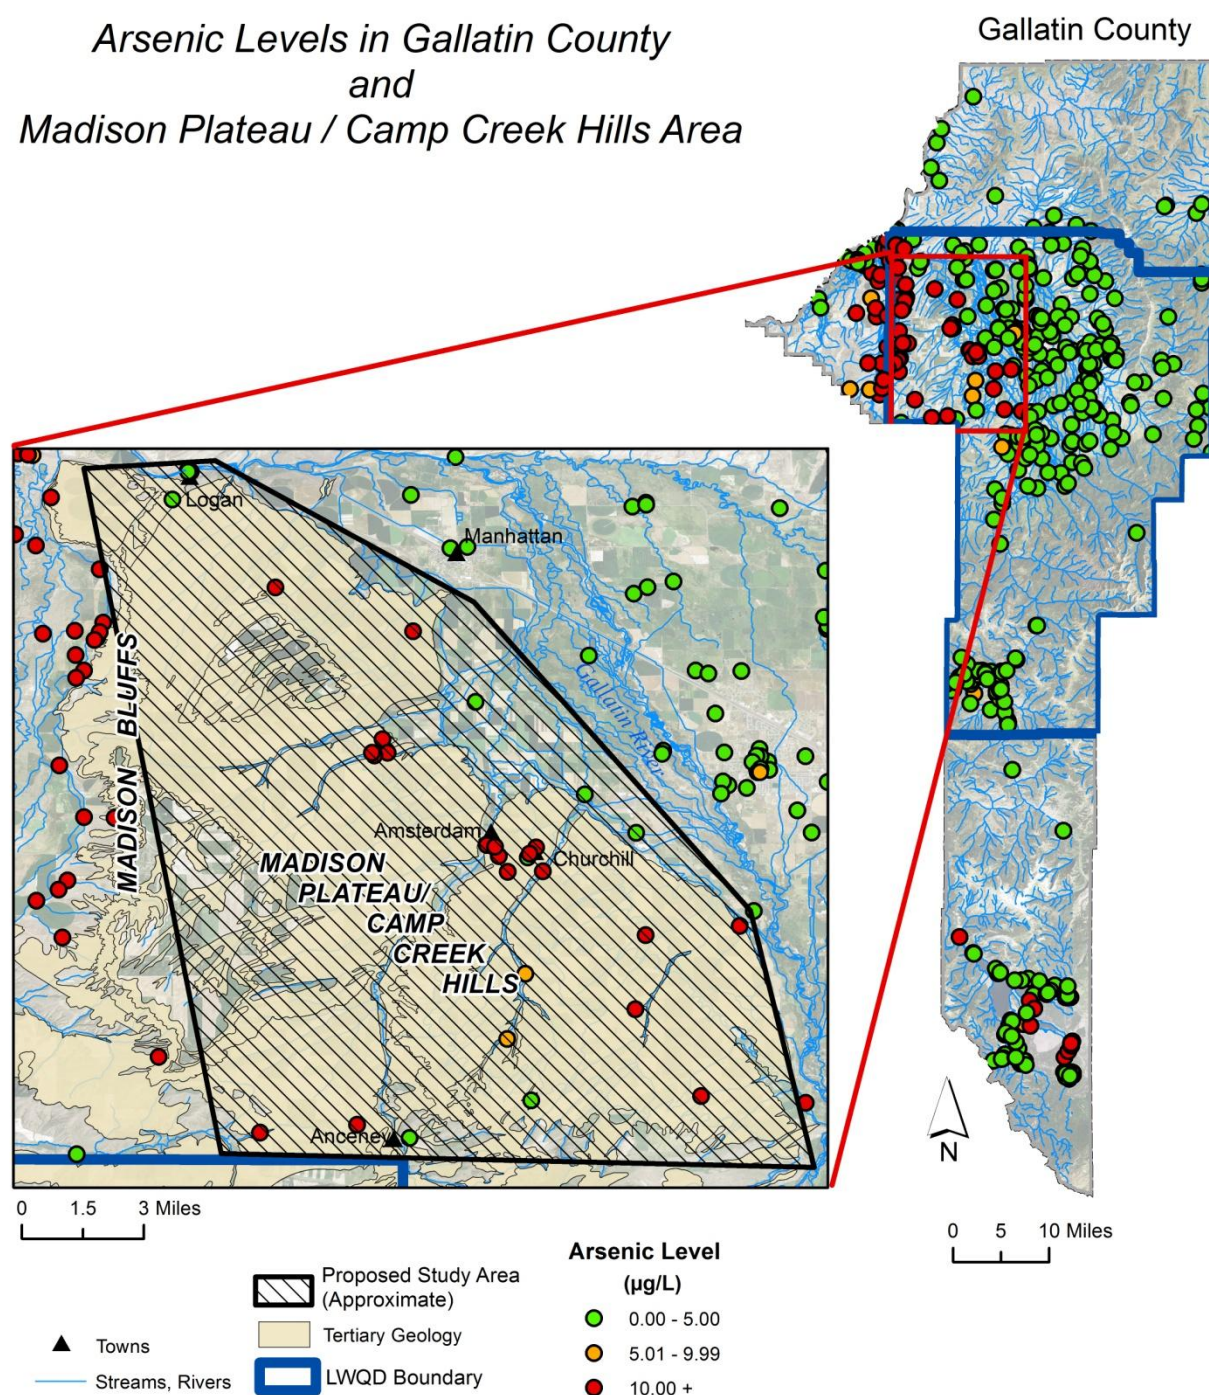 Arsenic Levels in Gallatin County
and
Madison Plateau / Camp Creek Hills Area
Gallatin County
Logan
Manhattan
MADISON BLUFFS
Gallatin River
Amsterdam
Churchill
MADISON
PLATEAU/
CAMP
CREEK
HILLS
Anceney
N
0 1.5 3 Miles
0 5 10 Miles
Arsenic Level
(µg/L)
0.00 - 5.00
5.01 - 9.99
10.00 +
Proposed Study Area
(Approximate)
Tertiary Geology
LWQD Boundary
Towns
Streams, Rivers